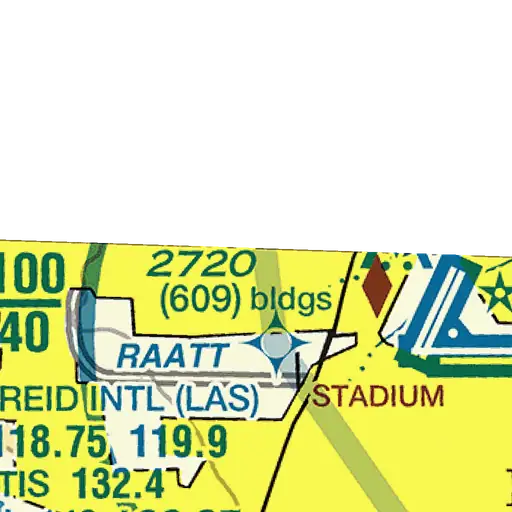 100
40
2720
(609) bldgs
RAATT
REID INTL (LAS)
STADIUM
118.75 119.9
TIS 132.4